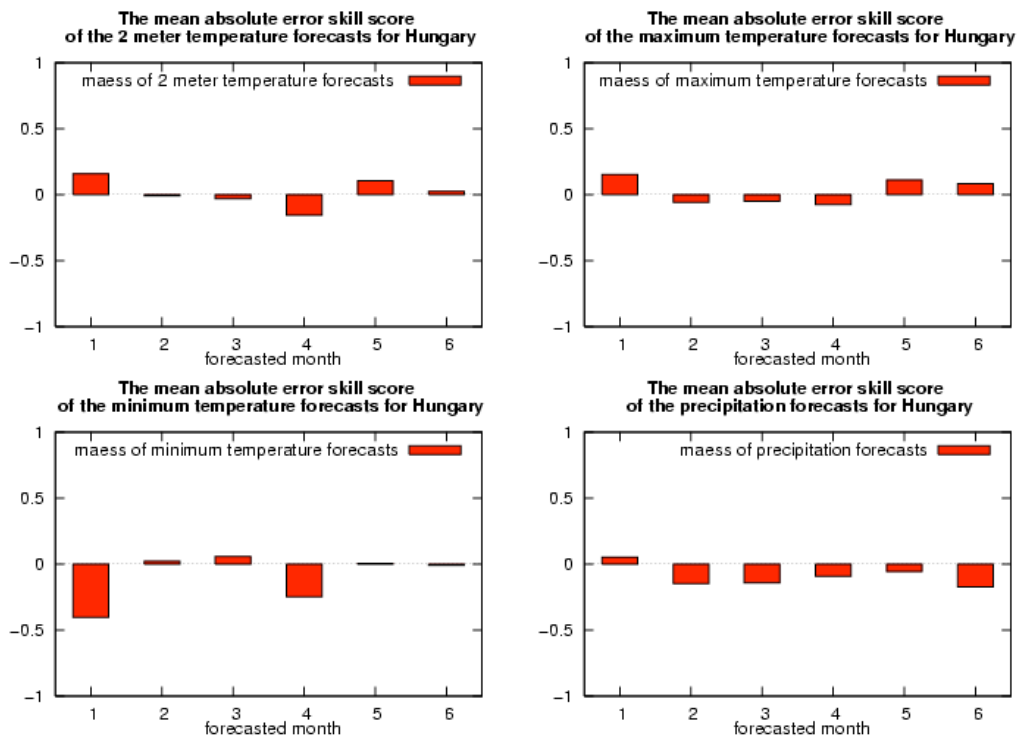 The mean absolute error skill score
of the 2 meter temperature forecasts for Hungary
maess of 2 meter temperature forecasts
1
0.5
0
−0.5
−1
1 2 3 4 5 6
forecasted month
The mean absolute error skill score
of the maximum temperature forecasts for Hungary
maess of maximum temperature forecasts
1
0.5
0
−0.5
−1
1 2 3 4 5 6
forecasted month
The mean absolute error skill score
of the minimum temperature forecasts for Hungary
maess of minimum temperature forecasts
1
0.5
0
−0.5
−1
1 2 3 4 5 6
forecasted month
The mean absolute error skill score
of the precipitation forecasts for Hungary
maess of precipitation forecasts
1
0.5
0
−0.5
−1
1 2 3 4 5 6
forecasted month